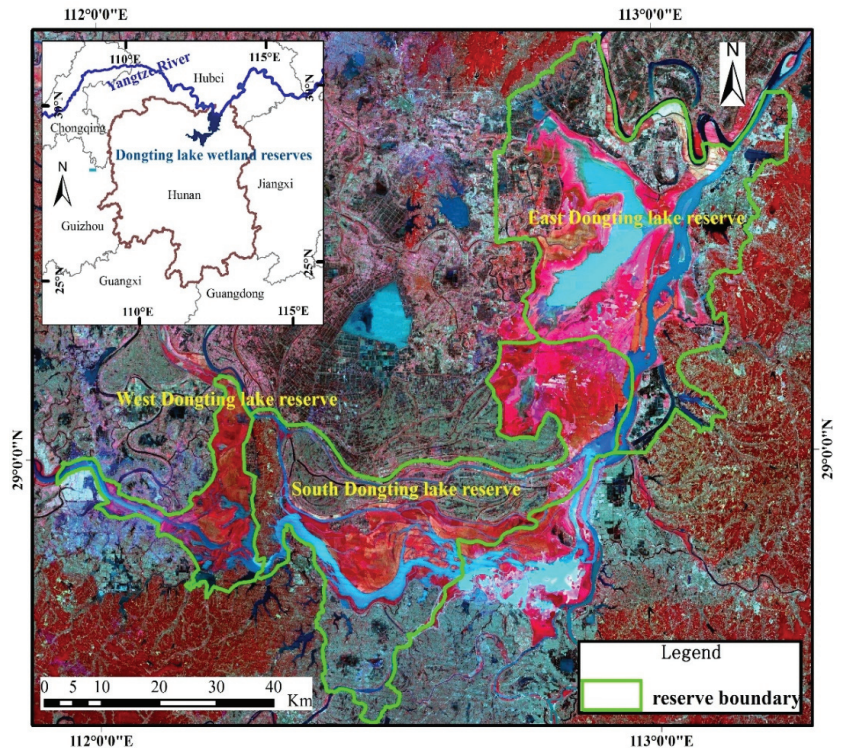 112°0'0"E
113°0'0"E
110°E
115°E
N
Hubei
Yangtze River
30°N
30°N
Chongqing
Dongting lake wetland reserves
N
Hunan
Jiangxi
Guizhou
25°N
25°N
Guangxi
Guangdong
110°E
115°E
East Dongting lake reserve
West Dongting lake reserve
29°0'0"N
29°0'0"N
South Dongting lake reserve
Legend
reserve boundary
0 5 10 20 30 40
Km
112°0'0"E
113°0'0"E